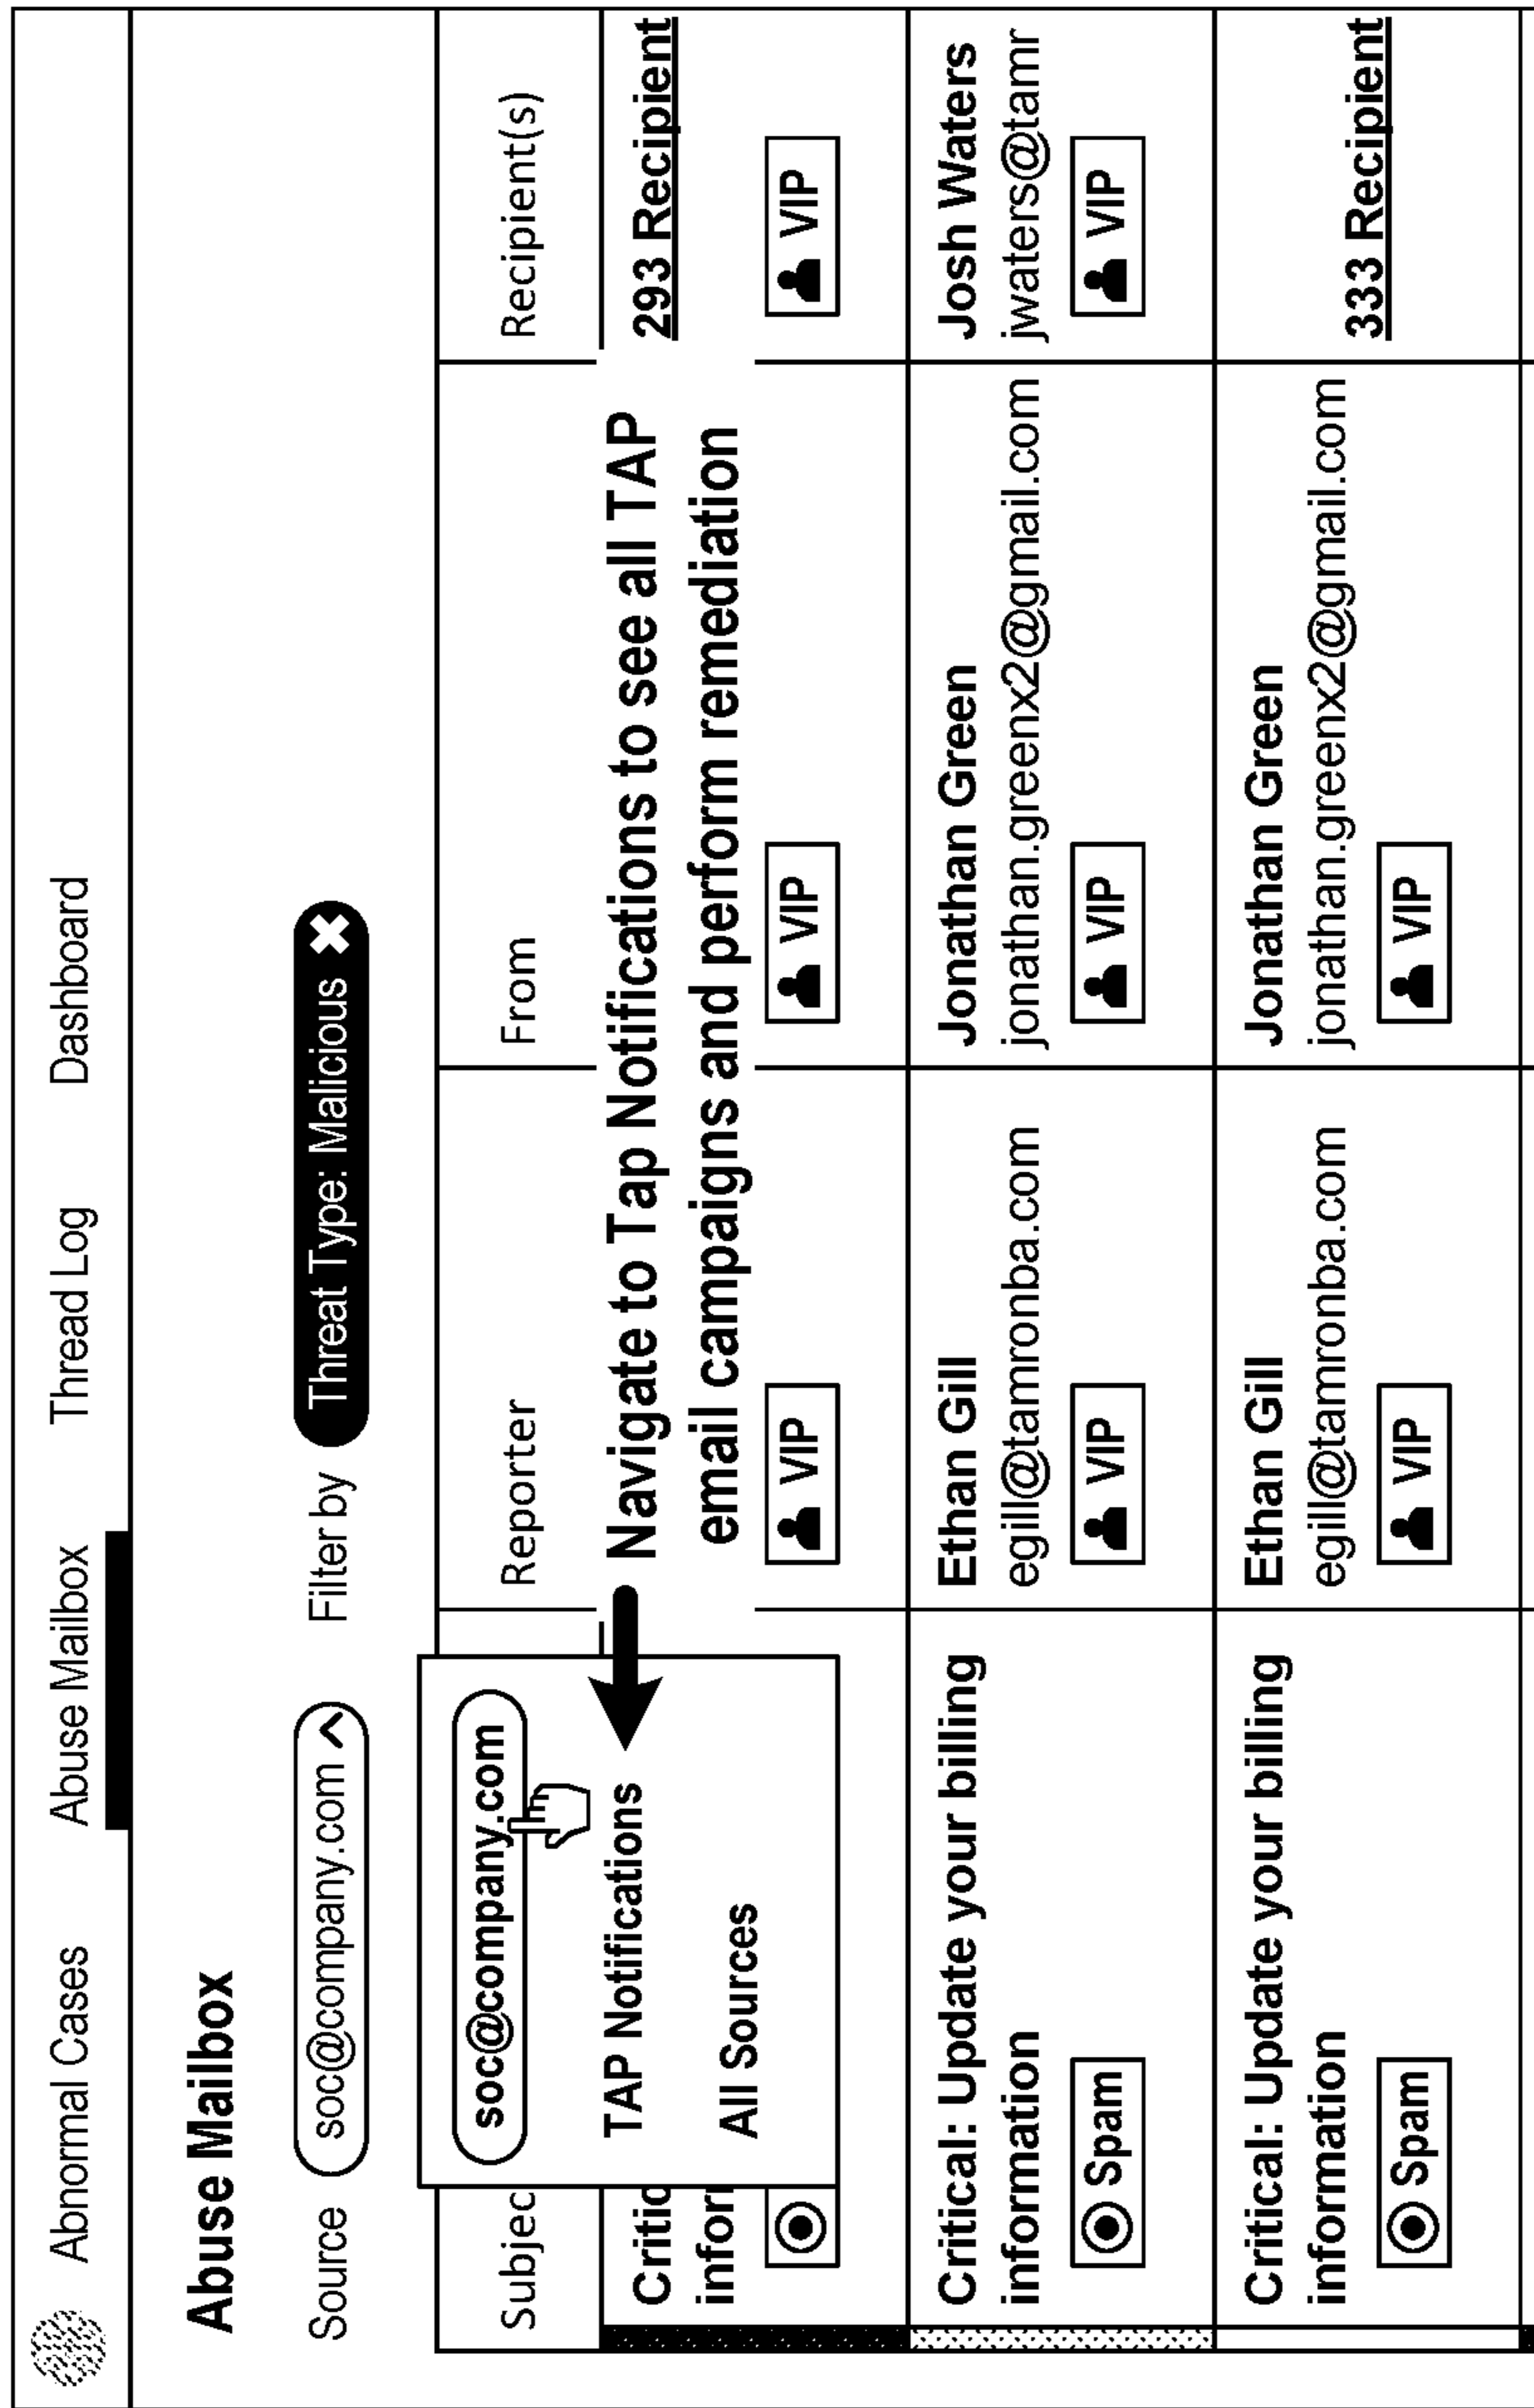 Abnormal Cases Abuse Mailbox Thread Log Dashboard
Abuse Mailbox
Source soc@company.com Filter by Threat Type: Malicious
Subjec Reporter From Recipient(s)
soc@company.com
TAP Notifications
All Sources
Navigate to Tap Notifications to see all TAP
email campaigns and perform remediation
Critic
infor
VIP
VIP
293 Recipient
VIP
Critical: Update your billing
information
Spam
Ethan Gill
egill@tamronba.com
VIP
Jonathan Green
jonathan.greenx2@gmail.com
VIP
Josh Waters
jwaters@tamr
VIP
Critical: Update your billing
information
Spam
Ethan Gill
egill@tamronba.com
VIP
Jonathan Green
jonathan.greenx2@gmail.com
VIP
333 Recipient